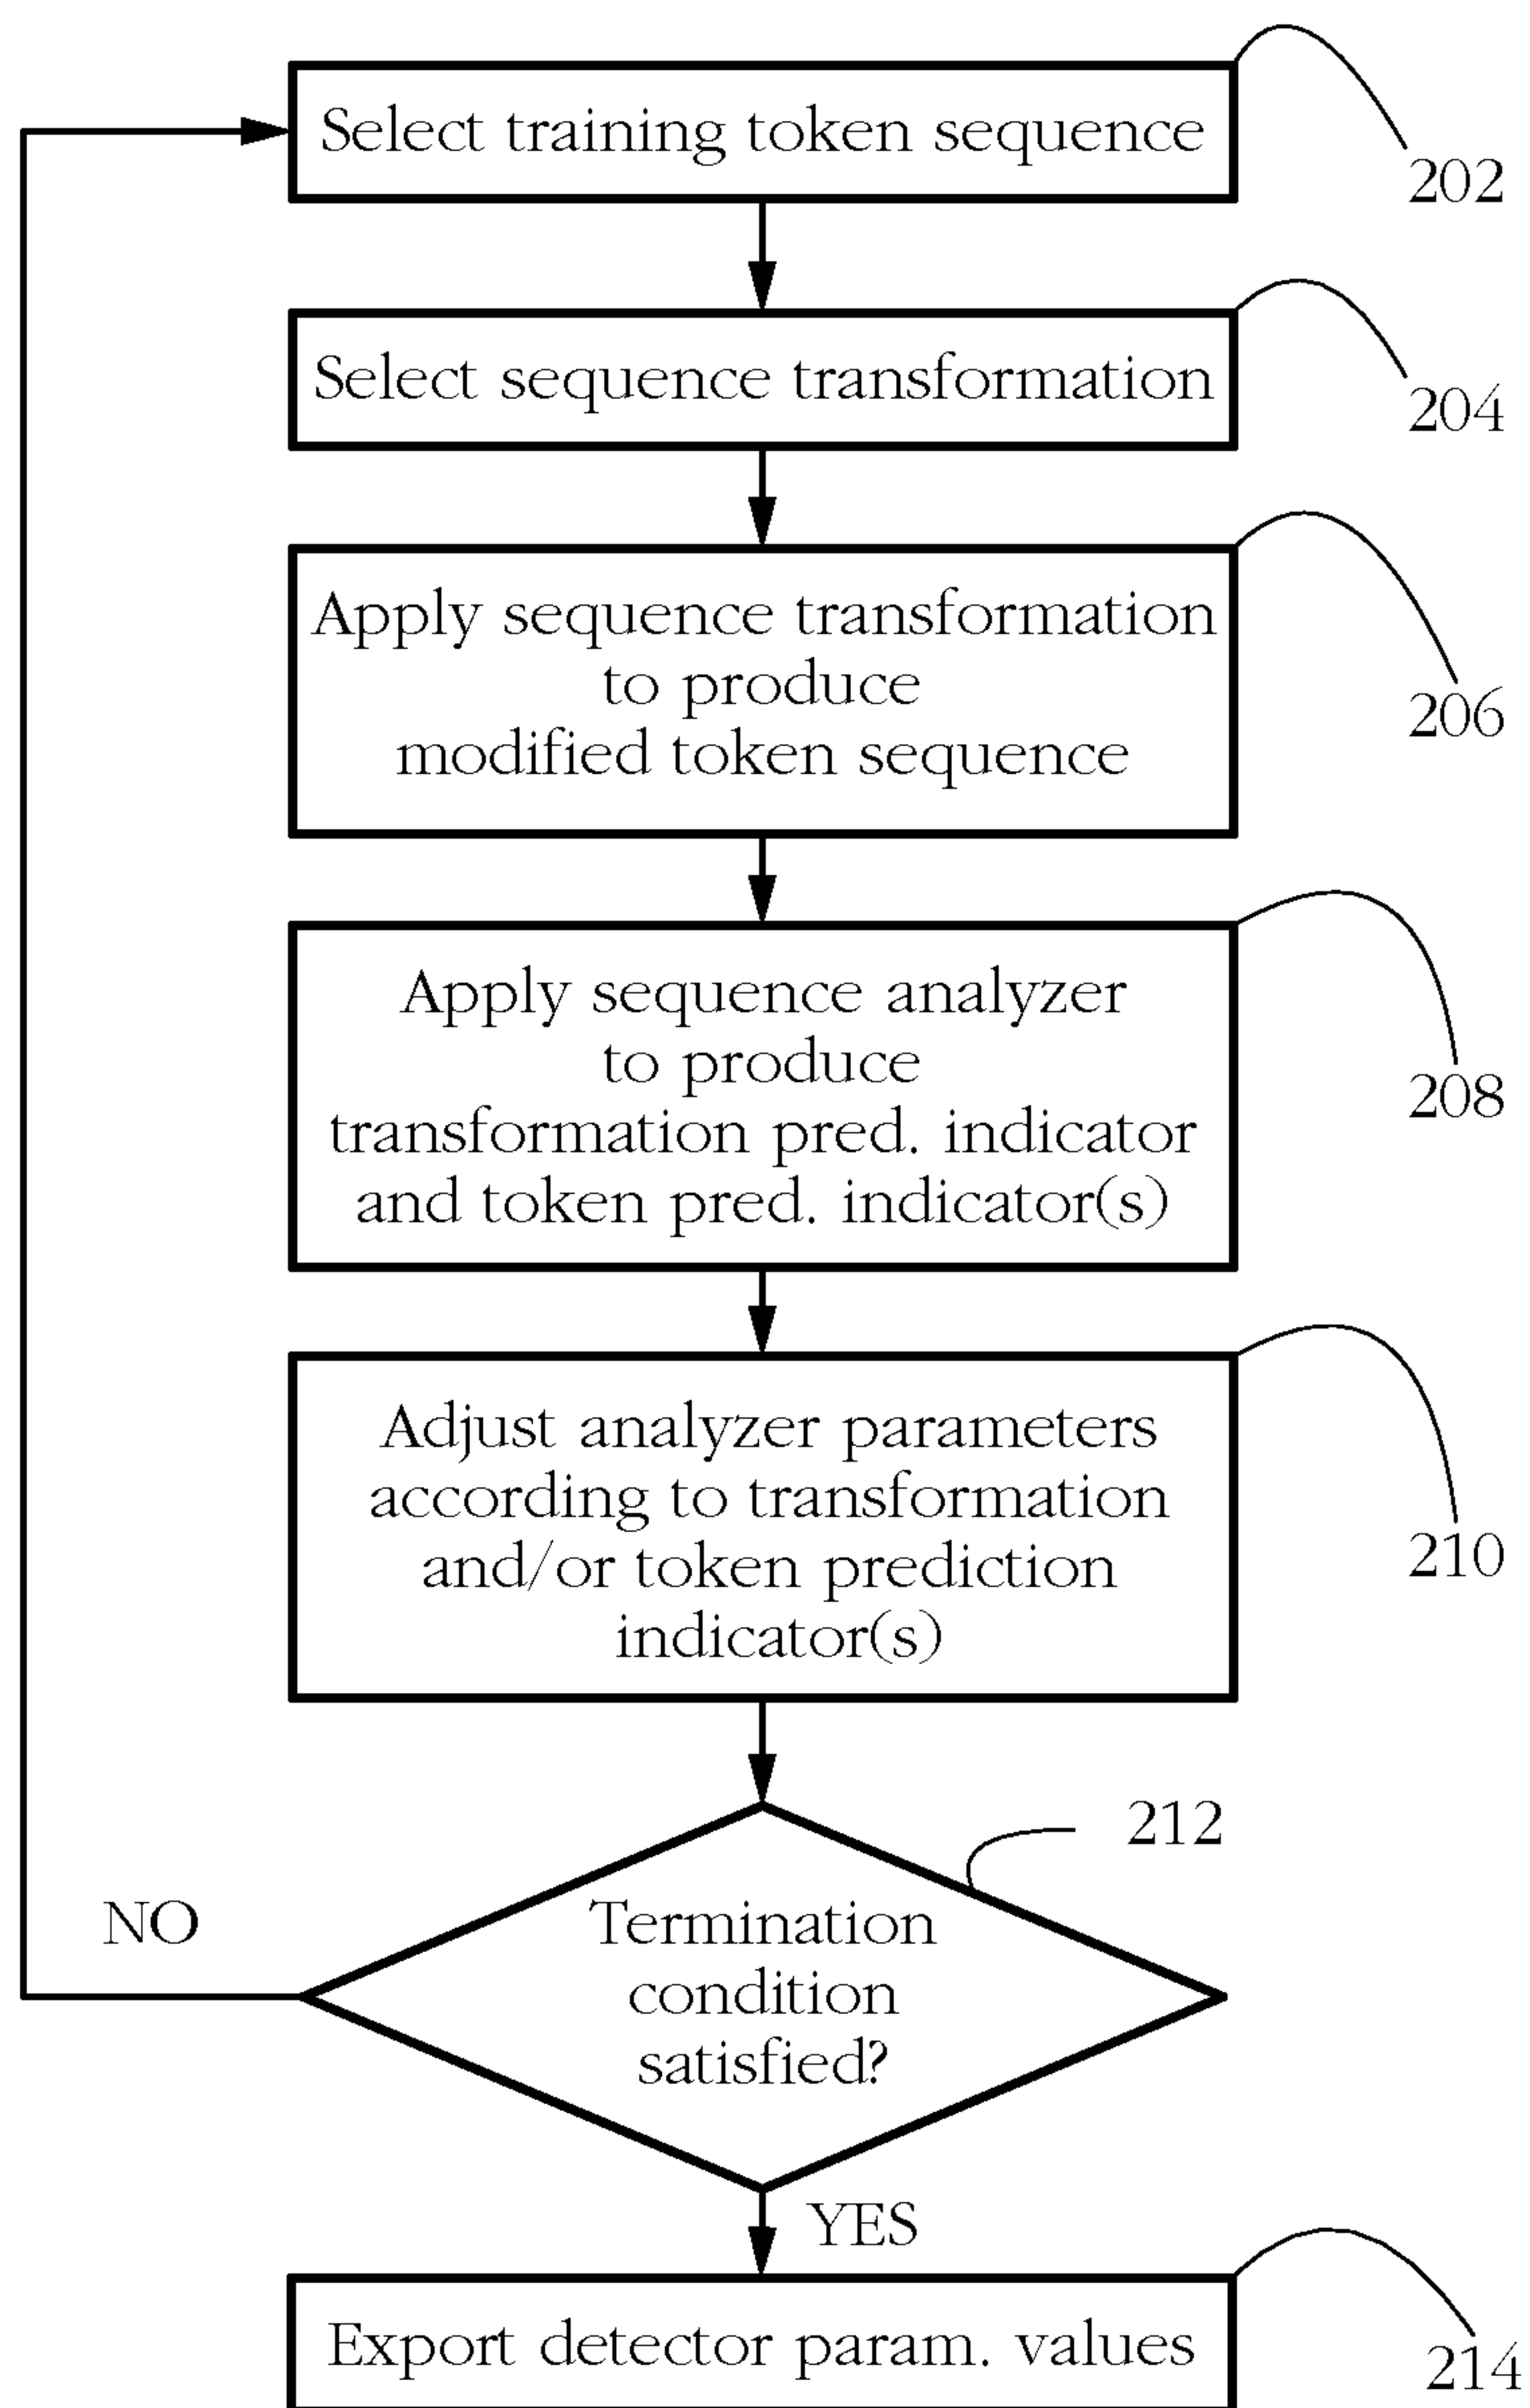 Select training token sequence
202
Select sequence transformation
204
Apply sequence transformation
to produce
modified token sequence
206
Apply sequence analyzer
to produce
transformation pred. indicator
and token pred. indicator(s)
208
Adjust analyzer parameters
according to transformation
and/or token prediction
indicator(s)
210
212
NO
Termination
condition
satisfied?
YES
Export detector param. values
214